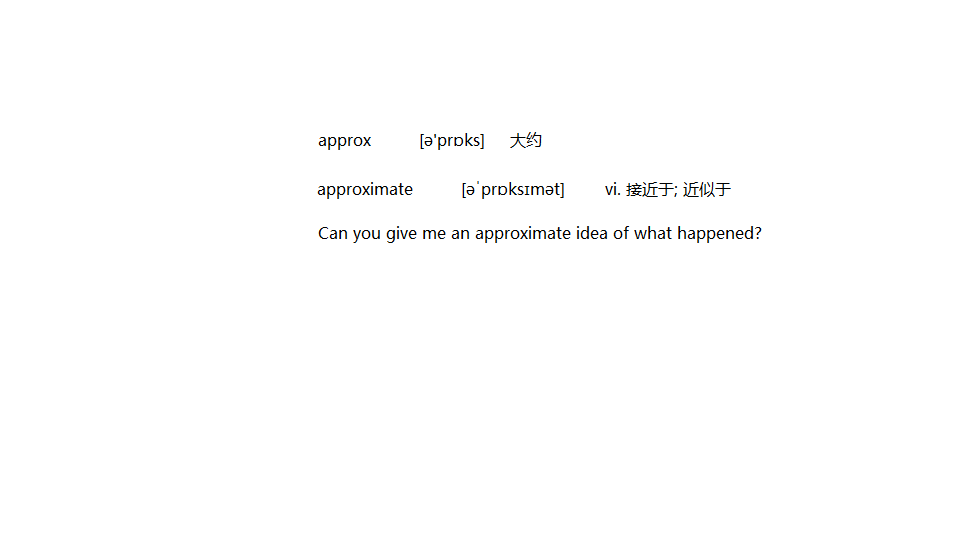 approx [ə'prɒks] 大约
approximate [əˈprɒksɪmət] vi. 接近于; 近似于
Can you give me an approximate idea of what happened?